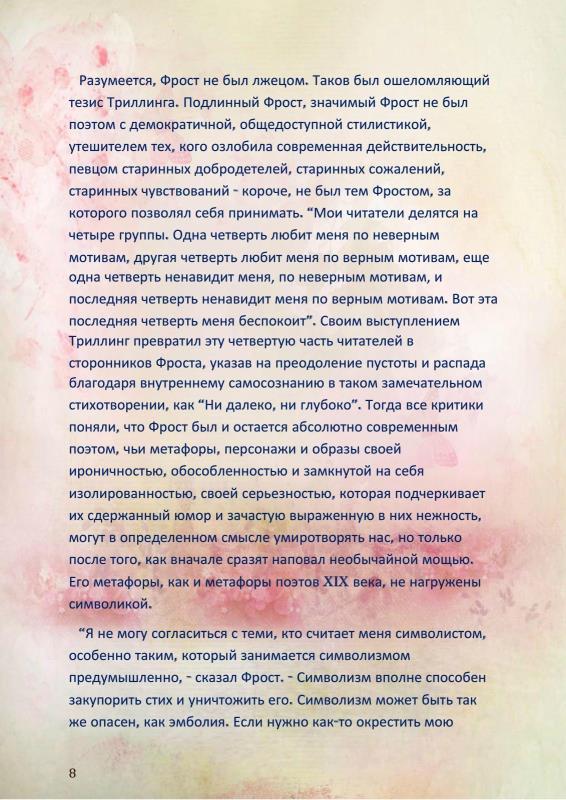 Разумеется, Фрост не был лжецом. Таков был ошеломляющий
тезис Триллинга. Подлинный Фрост, значимый Фрост не был
поэтом с демократичной, общедоступной стилистикой,
утешителем тех, кого озлобила современная действительность,
певцом старинных добродетелей, старинных сожалений,
старинных чувствований - короче, не был тем Фростом, за
которого позволял себя принимать. “Мои читатели делятся на
четыре группы. Одна четверть любит меня по неверным
мотивам, другая четверть любит меня по верным мотивам, еще
одна четверть ненавидит меня, по неверным мотивам, и
последняя четверть ненавидит меня по верным мотивам. Вот эта
последняя четверть меня беспокоит”. Своим выступлением
Триллинг превратил эту четвертую часть читателей в
сторонников Фроста, указав на преодоление пустоты и распада
благодаря внутреннему самосознанию в таком замечательном
стихотворении, как “Ни далеко, ни глубоко”. Тогда все критики
поняли, что Фрост был и остается абсолютно современным
поэтом, чьи метафоры, персонажи и образы своей
ироничностью, обособленностью и замкнутой на себя
изолированностью, своей серьезностью, которая подчеркивает
их сдержанный юмор и зачастую выраженную в них нежность,
могут в определенном смысле умиротворять нас, но только
после того, как вначале сразят наповал необычайной мощью.
Его метафоры, как и метафоры поэтов XIX века, не нагружены
символикой.
“Я не могу согласиться с теми, кто считает меня символистом,
особенно таким, который занимается символизмом
предумышленно, - сказал Фрост. - Символизм вполне способен
закупорить стих и уничтожить его. Символизм может быть так
же опасен, как эмболия. Если нужно как-то окрестить мою
8